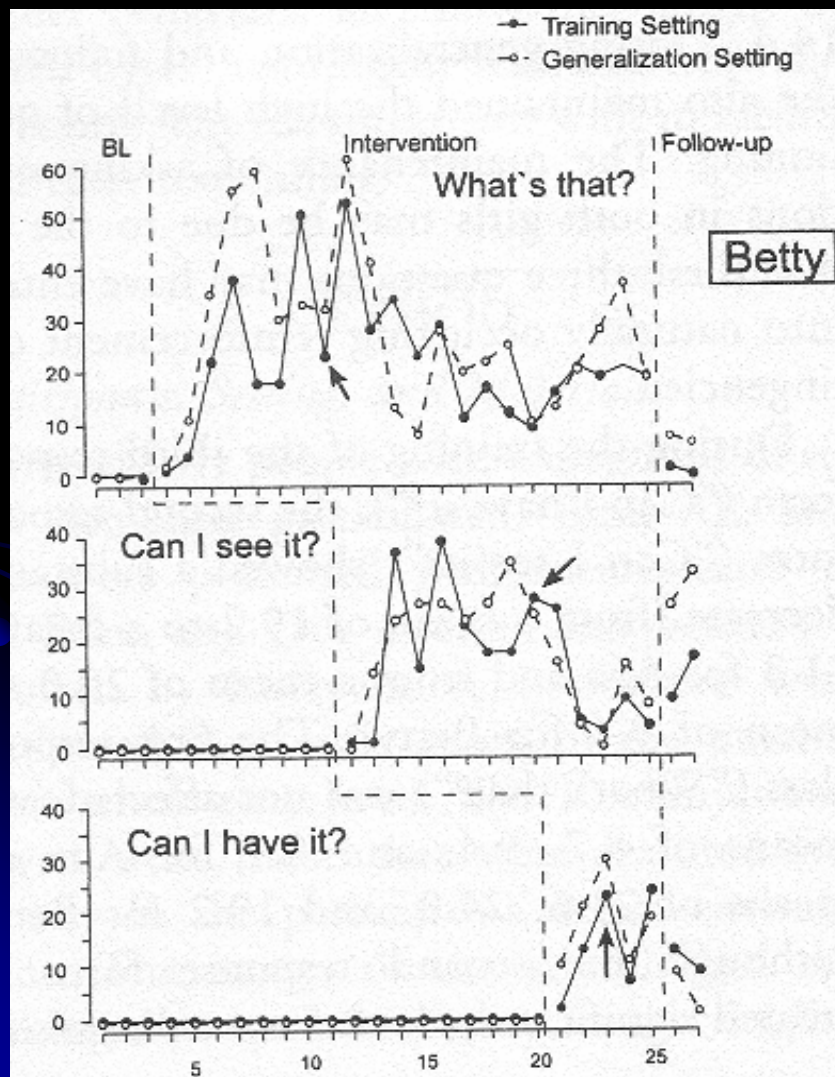 Training Setting
Generalization Setting
BL
Intervention
Follow-up
60
50
40
30
20
10
0
What`s that?
Betty
40
30
20
10
0
Can I see it?
40
30
20
10
0
Can I have it?
5
10
15
20
25